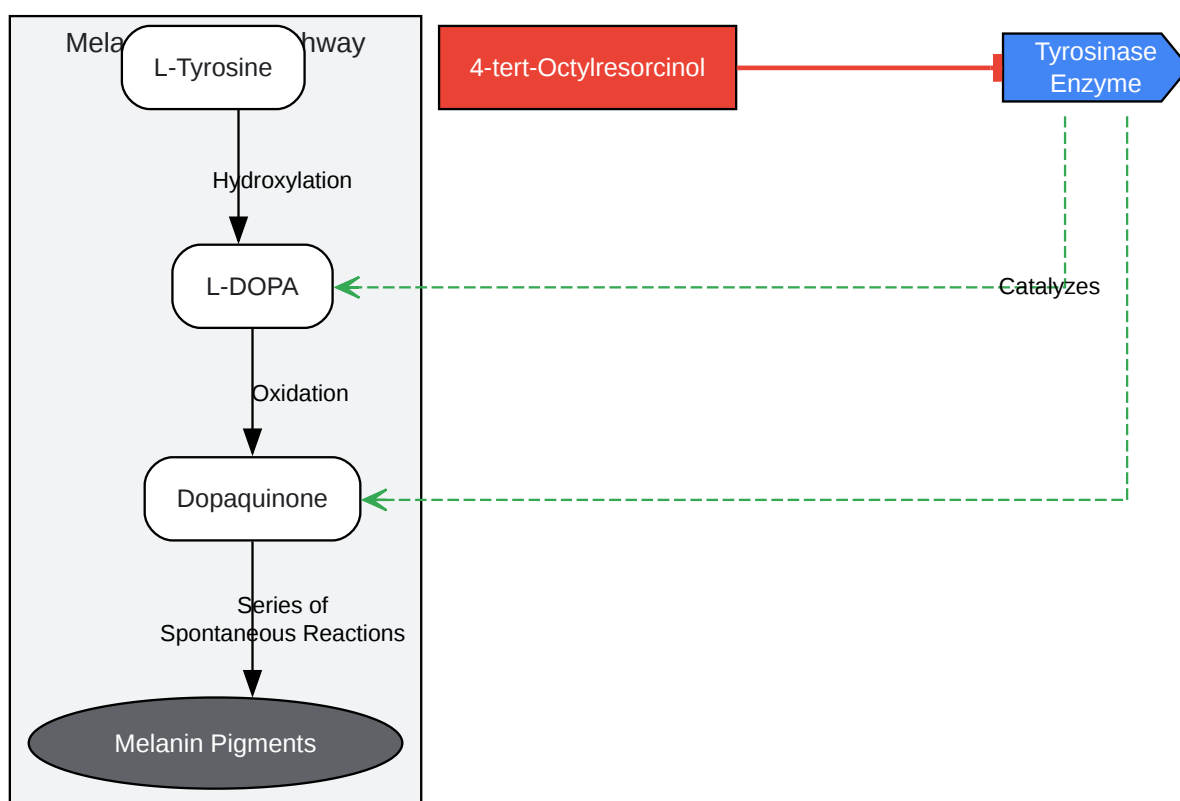 L-Tyrosine
4-tert-Octylresorcinol
Tyrosinase
Enzyme
Hydroxylation
L-DOPA
Catalyzes
Oxidation
Dopaquinone
Series of
Spontaneous Reactions
Melanin Pigments